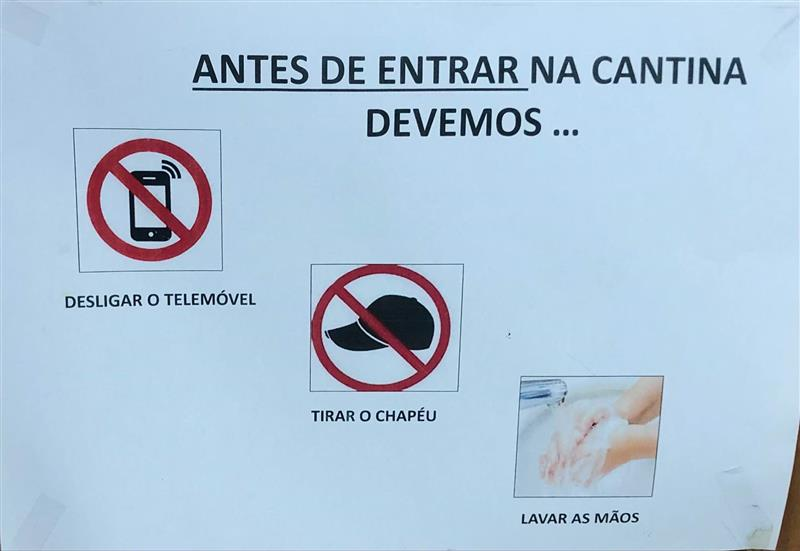 ANTES DE ENTRAR NA CANTINA
DEVEMOS ...
DESLIGAR O TELEMÓVEL
TIRAR O CHAPÉU
LAVAR AS MÃOS